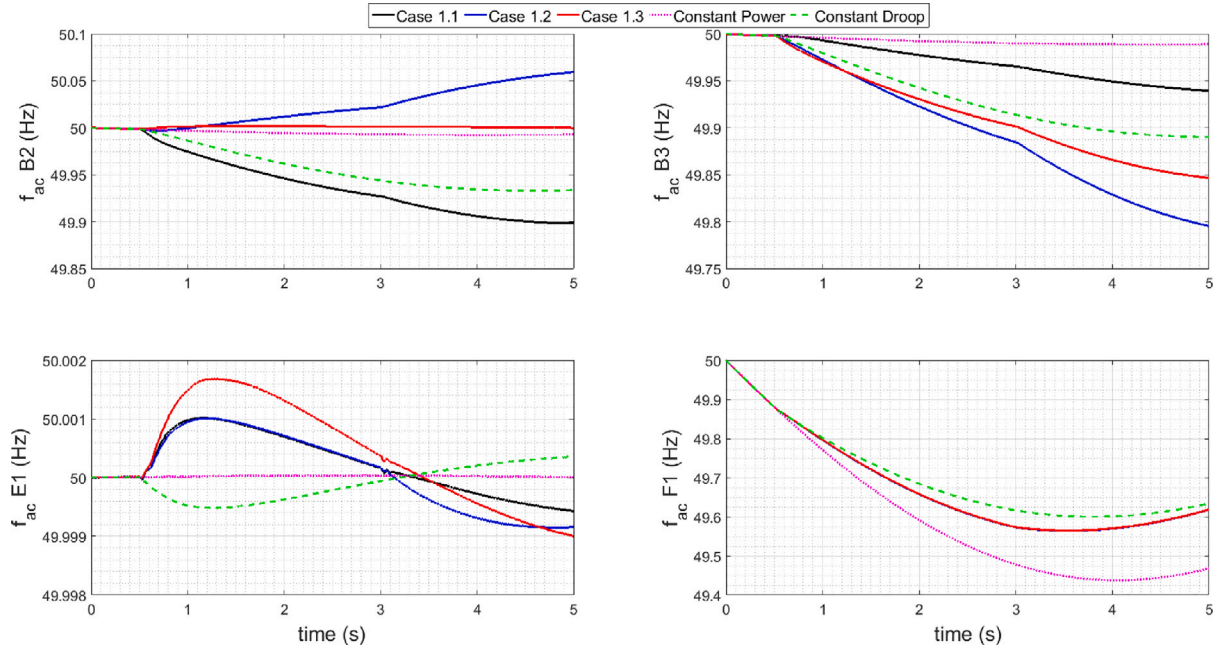 Case 1.1 Case 1.2 Case 1.3 Constant Power Constant Droop
50.1
50.05
50
49.95
49.9
49.85
f_ac B2 (Hz)
0 1 2 3 4 5
50
49.95
49.9
49.85
49.8
49.75
f_ac B3 (Hz)
0 1 2 3 4 5
50.002
50.001
50
49.999
49.998
f_ac E1 (Hz)
0 1 2 3 4 5
time (s)
50
49.9
49.8
49.7
49.6
49.5
49.4
f_ac F1 (Hz)
0 1 2 3 4 5
time (s)